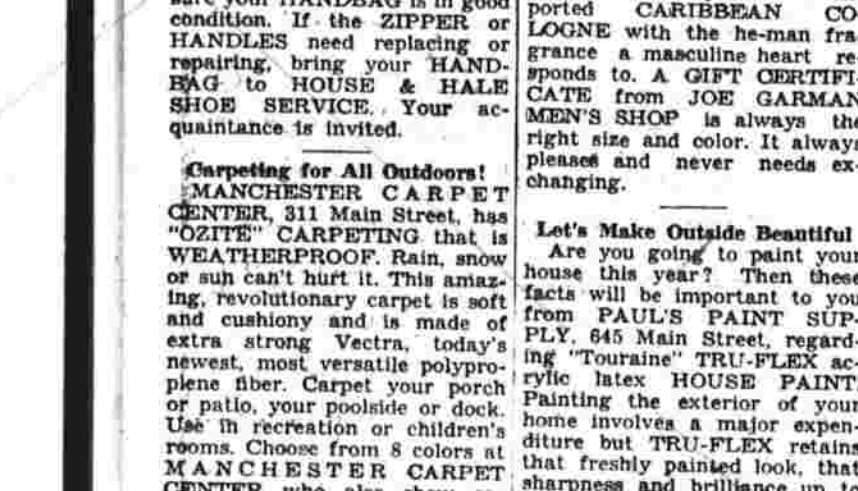 sure your HANDBAG is in good
condition. If the ZIPPER or
HANDLES need replacing or
repairing, bring your HAND-
BAG to HOUSE & HALE
SHOE SERVICE. Your ac-
quaintance is invited.
Carpeting for All Outdoors!
MANCHESTER CARPET
CENTER, 311 Main Street, has
"OZITE" CARPETING that is
WEATHERPROOF. Rain, snow
or sun can't hurt it. This amaz-
ing, revolutionary carpet is soft
and cushiony and is made of
extra strong Vectra, today's
newest, most versatile polypro-
plene fiber. Carpet your porch
or patio, your poolside or dock.
Use in recreation or children's
rooms. Choose from 8 colors at
MANCHESTER CARPET
CENTER who also show
ported CARIBBEAN CO-
LOGNE with the he-man fra-
grance a masculine heart re-
sponds to. A GIFT CERTIFI-
CATE from JOE GARMAN
MEN'S SHOP is always the
right size and color. It always
pleases and never needs ex-
changing.
Let's Make Outside Beautiful
Are you going to paint your
house this year? Then these
facts will be important to you
from PAUL'S PAINT SUP-
PLY, 645 Main Street, regard-
ing "Touraine" TRU-FLEX ac-
rylic latex HOUSE PAINT!
Painting the exterior of your
home involves a major expen-
diture but TRU-FLEX retains
that freshly painted look, that
sharpness and brilliance up to